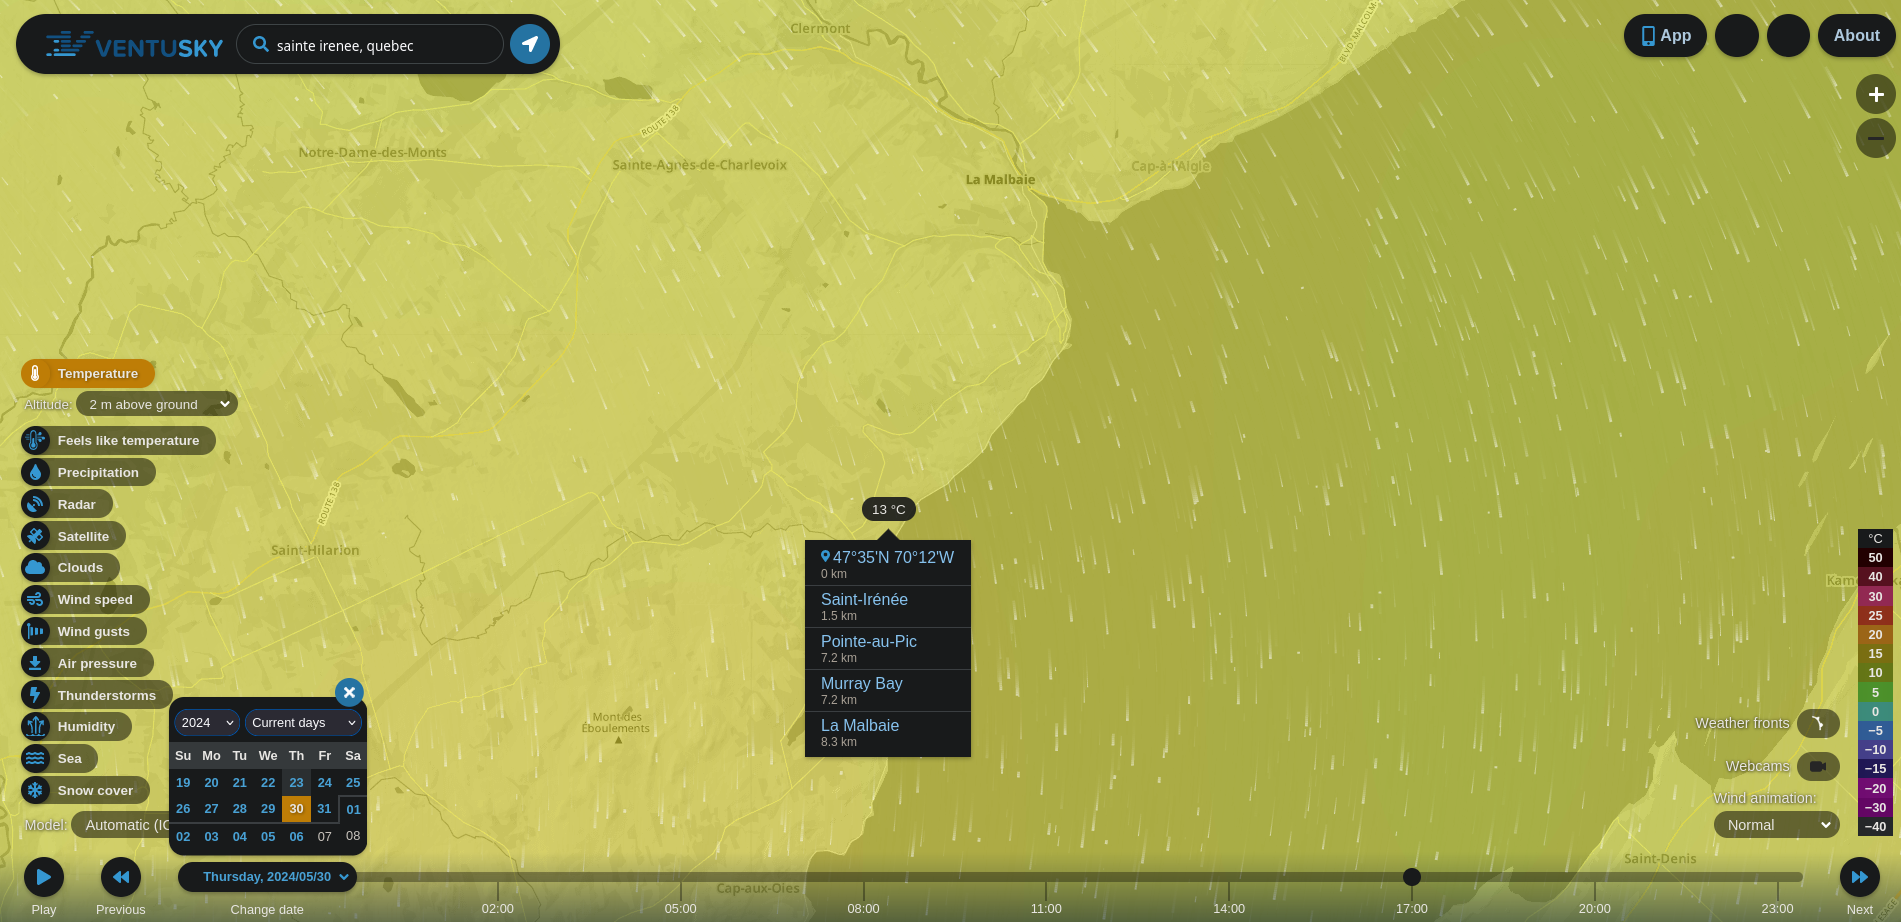 VENTUSKY
sainte irenee, quebec
App
About
Clermont
BLVD. MALCOLM
ROUTE 138
Notre-Dame-des-Monts
Sainte-Agnès-de-Charlevoix
La Malbaie
Cap-à-l'Aigle
Temperature
Altitude: 2 m above ground
Feels like temperature
Precipitation
Radar
Satellite
Clouds
Wind speed
Wind gusts
Air pressure
Thunderstorms
Humidity
Sea
Snow cover
Model: Automatic (IC
ROUTE 138
Saint-Hilarion
13 °C
47°35'N 70°12'W
0 km
Saint-Irénée
1.5 km
Pointe-au-Pic
7.2 km
Murray Bay
7.2 km
La Malbaie
8.3 km
Mont des
Éboulements
2024 Current days
Su Mo Tu We Th Fr Sa
19 20 21 22 23 24 25
26 27 28 29 30 31 01
02 03 04 05 06 07 08
°C
50
40
30
25
20
15
10
5
0
−5
−10
−15
−20
−30
−40
Weather fronts
Webcams
Wind animation:
Normal
Saint-Denis
Cap-aux-Oies
Thursday, 2024/05/30
Play
Previous
Change date
02:00
05:00
08:00
11:00
14:00
17:00
20:00
23:00
Next